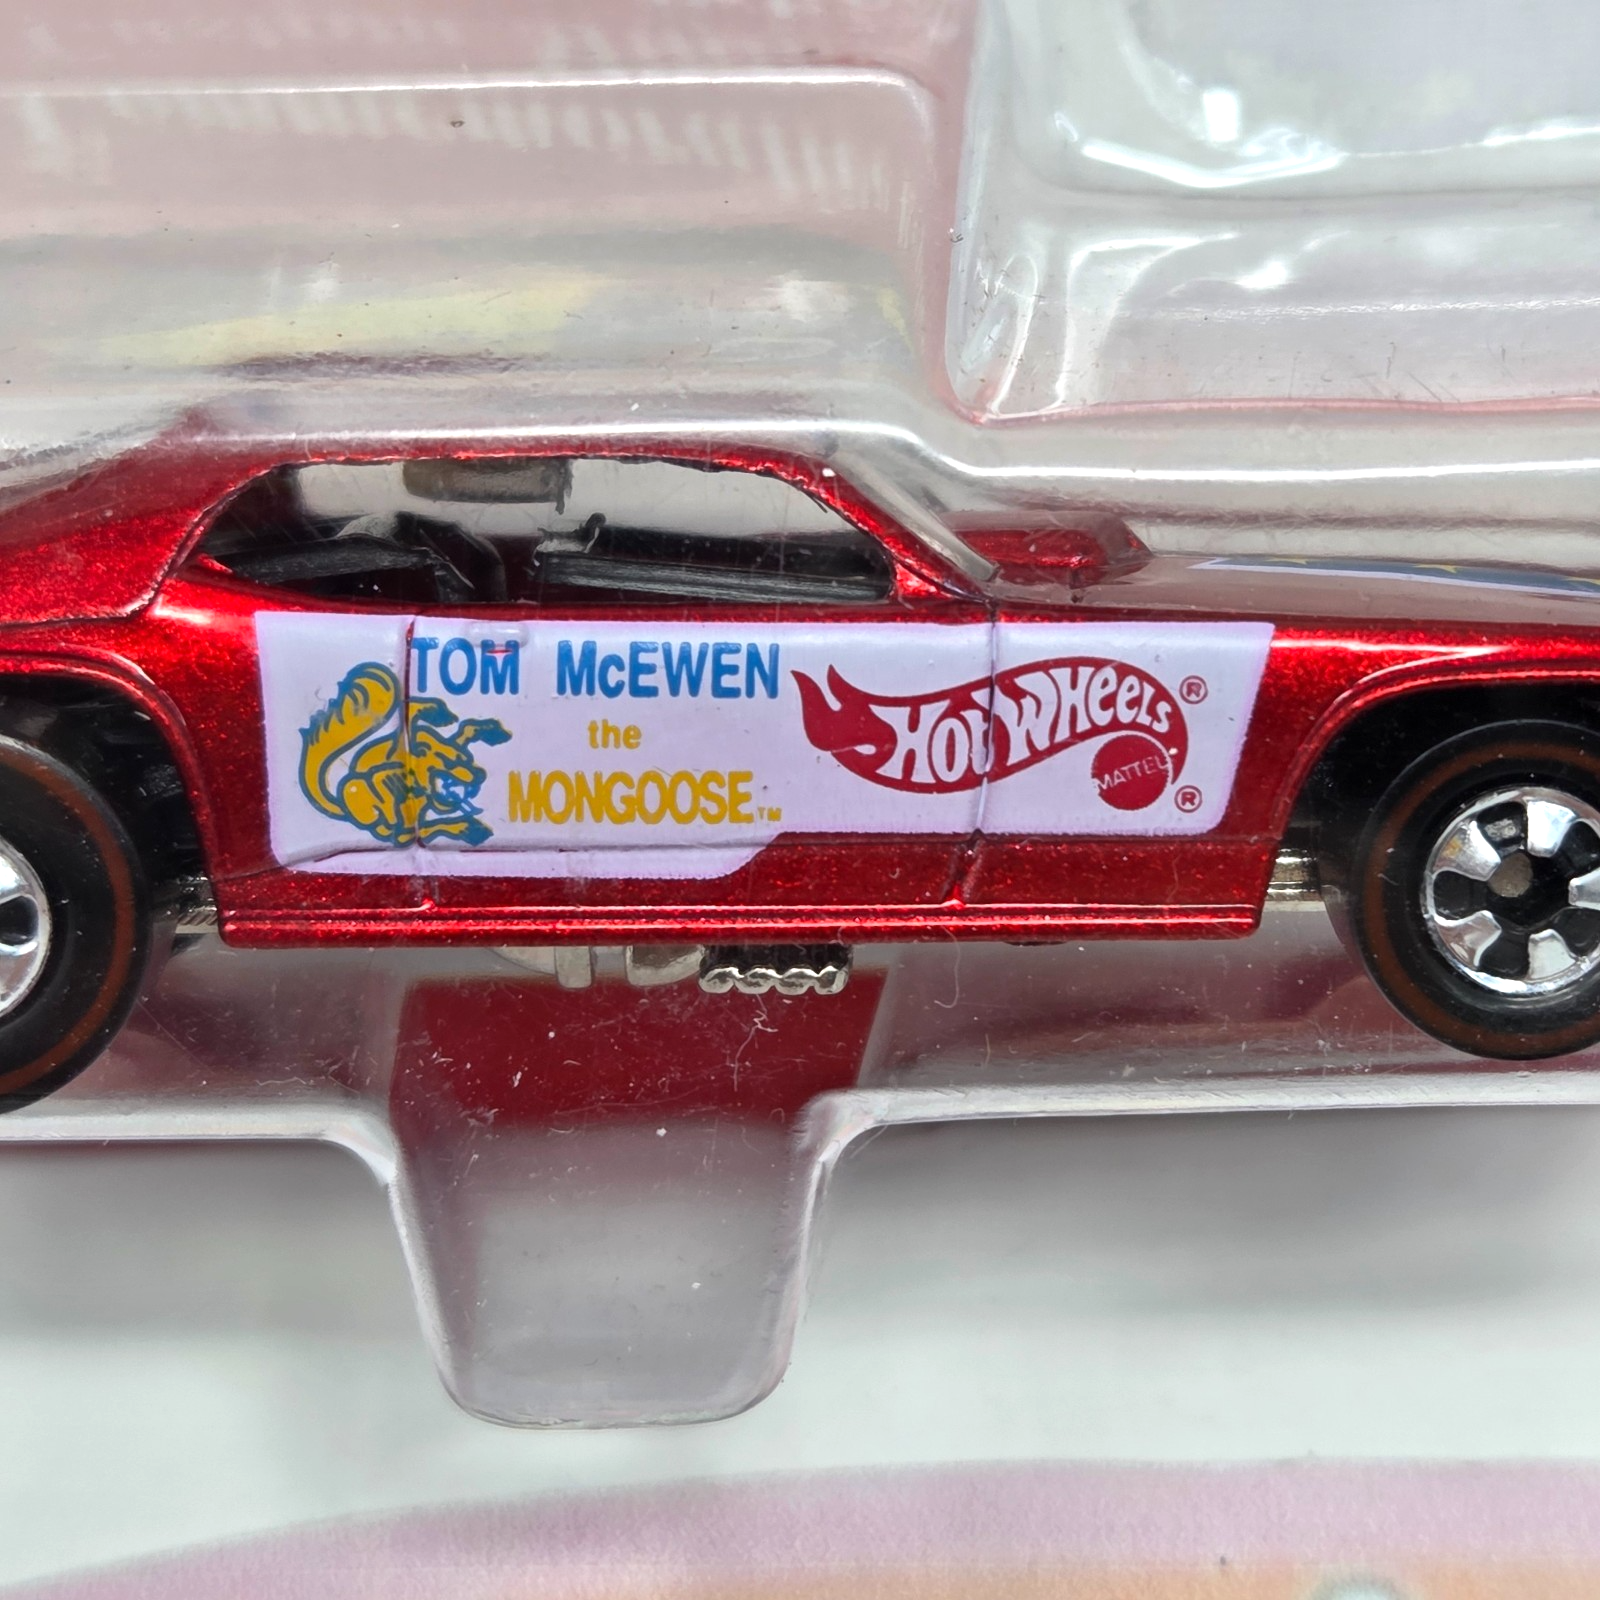 TOM McEWEN
the
MONGOOSE™
HOT WHEELS®
MATTEL®